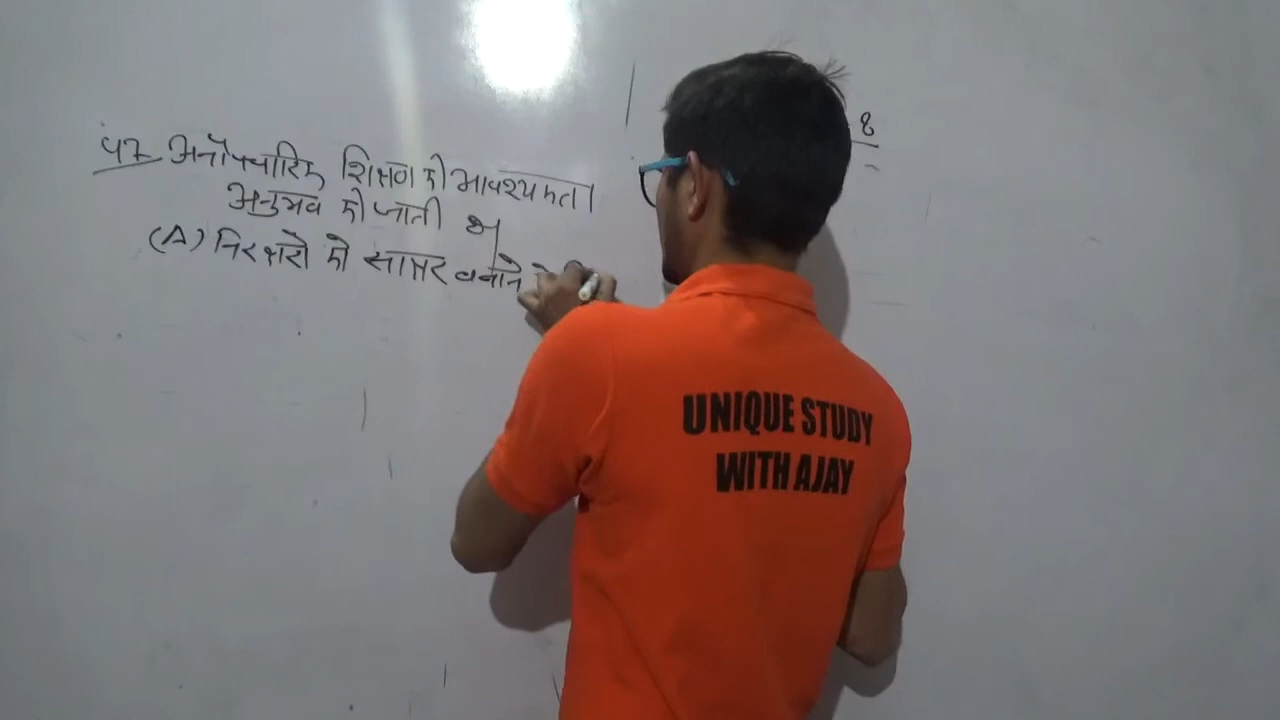 47 अनौपचारिक शिक्षण की आवश्यकता
अनुभव की जाती
(A) निरक्षरो को साक्षर बनाने
8
UNIQUE STUDY
WITH AJAY